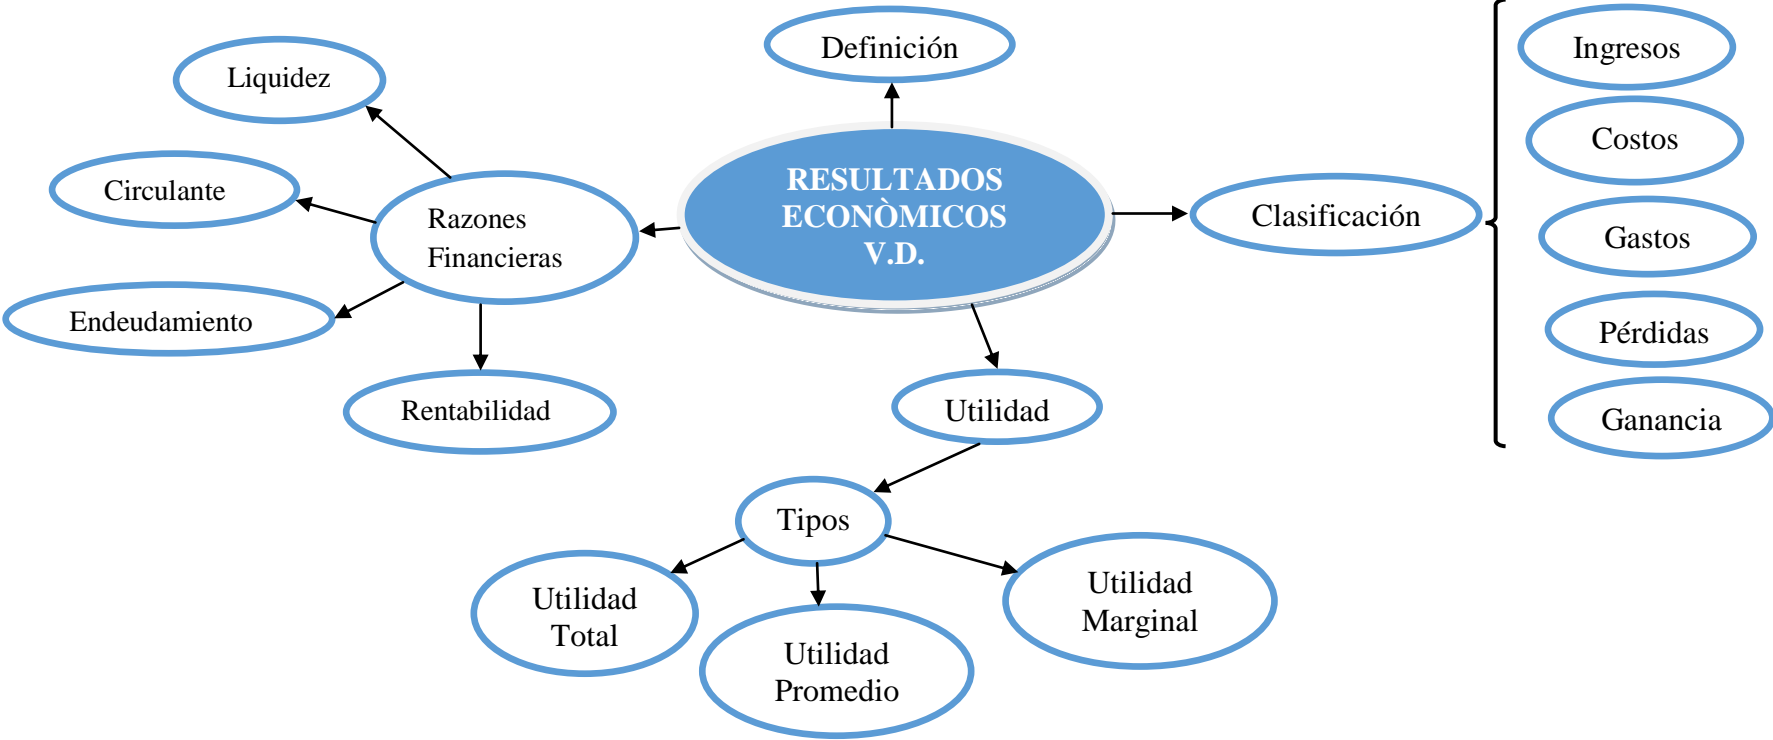 Definición
Ingresos
Liquidez
Costos
RESULTADOS
ECONÒMICOS
V.D.
Circulante
Razones
Financieras
Clasificación
Gastos
Endeudamiento
Pérdidas
Rentabilidad
Utilidad
Ganancia
Tipos
Utilidad
Total
Utilidad
Promedio
Utilidad
Marginal